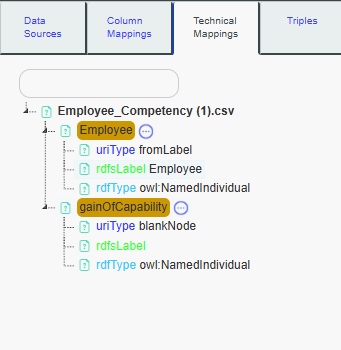 Data Sources
Column Mappings
Technical Mappings
Triples
Employee_Competency (1).csv
Employee
uriType fromLabel
rdfsLabel Employee
rdfType owl:NamedIndividual
gainOfCapability
uriType blankNode
rdfsLabel
rdfType owl:NamedIndividual